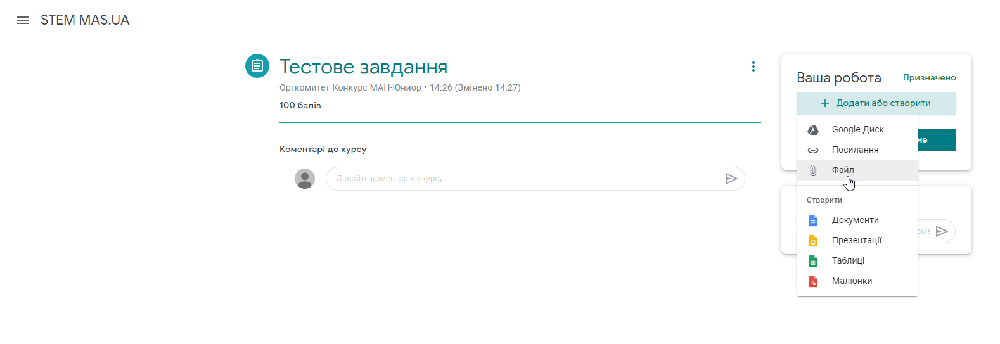 STEM MAS.UA
Тестове завдання
Оргкомитет Конкурс МАН-Юниор • 14:26 (Змінено 14:27)
100 балів
Коментарі до курсу
Додайте коментар до курсу...
Ваша робота
Призначено
Додати або створити
Google Диск
Посилання
Файл
Створити
Документи
Презентації
Таблиці
Малюнки